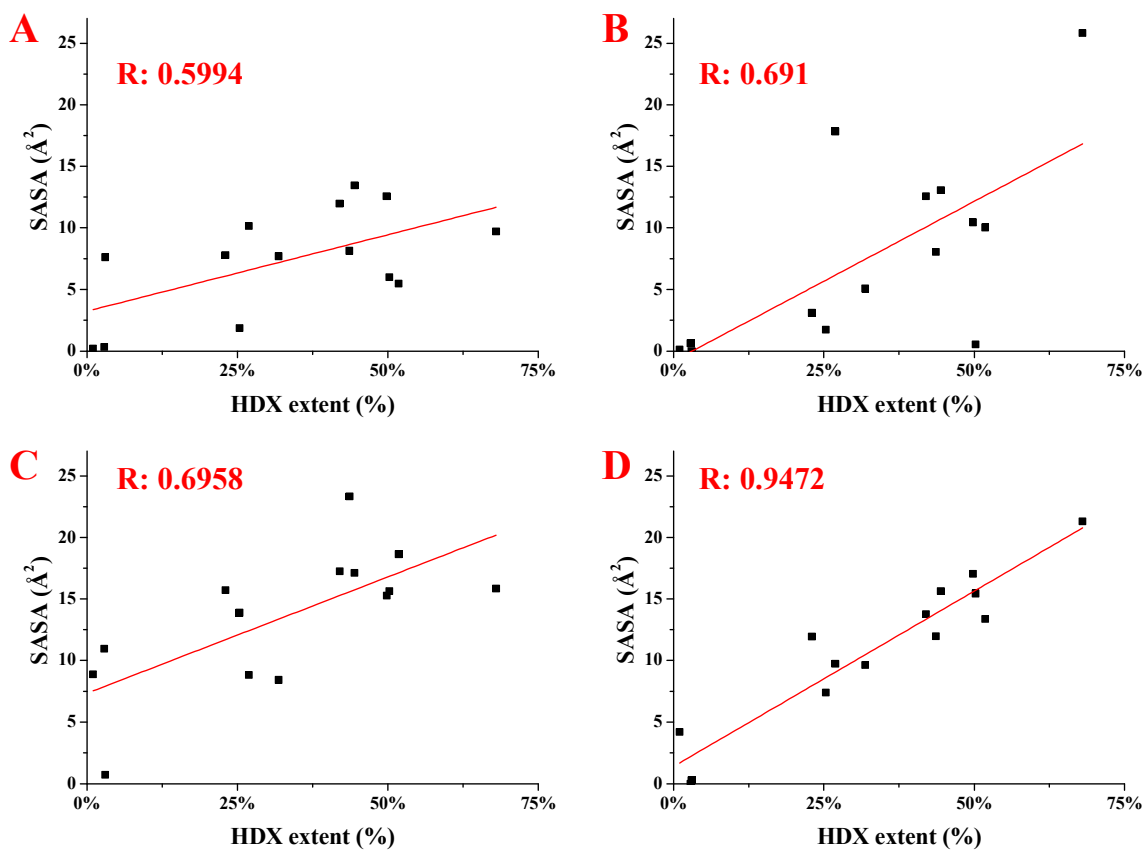 A
R: 0.5994
SASA (Å²)
25
20
15
10
5
0
0% 25% 50% 75%
HDX extent (%)
B
R: 0.691
SASA (Å²)
25
20
15
10
5
0
0% 25% 50% 75%
HDX extent (%)
C
R: 0.6958
SASA (Å²)
25
20
15
10
5
0
0% 25% 50% 75%
HDX extent (%)
D
R: 0.9472
SASA (Å²)
25
20
15
10
5
0
0% 25% 50% 75%
HDX extent (%)